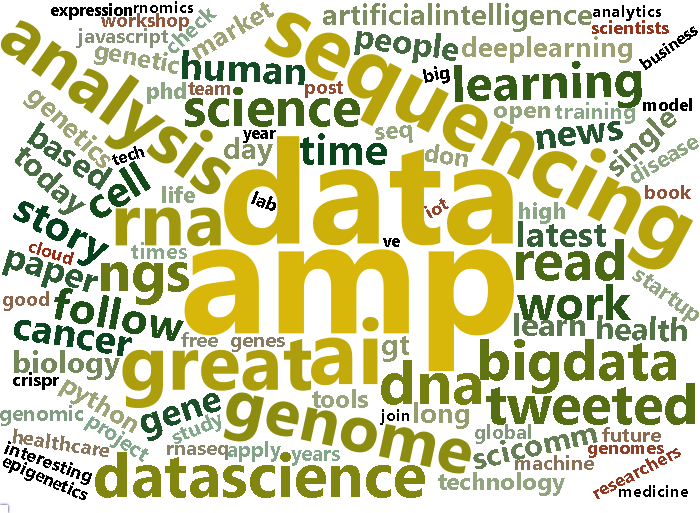 expression
rnomics
workshop
javascript
check
market
genetic
analysis
sequencing
artificialintelligence
analytics
scientists
business
people
deeplearning
human
big
learning
phd
team
post
science
open
training
model
genetics
year
seq
news
single
disease
based
tech
day
time
don
today
cell
life
lab
data
iot
high
book
story
rna
ve
latest
cloud
times
paper
ngs
amp
read
startup
good
follow
work
cancer
free
genes
learn
health
great
ai
gt
biology
bigdata
crispr
python
dna
gene
genome
tools
join
long
tweeted
genomic
project
study
global
scicomm
future
healthcare
rnaseq
apply
years
machine
genomes
researchers
interesting
epigenetics
datascience
technology
medicine